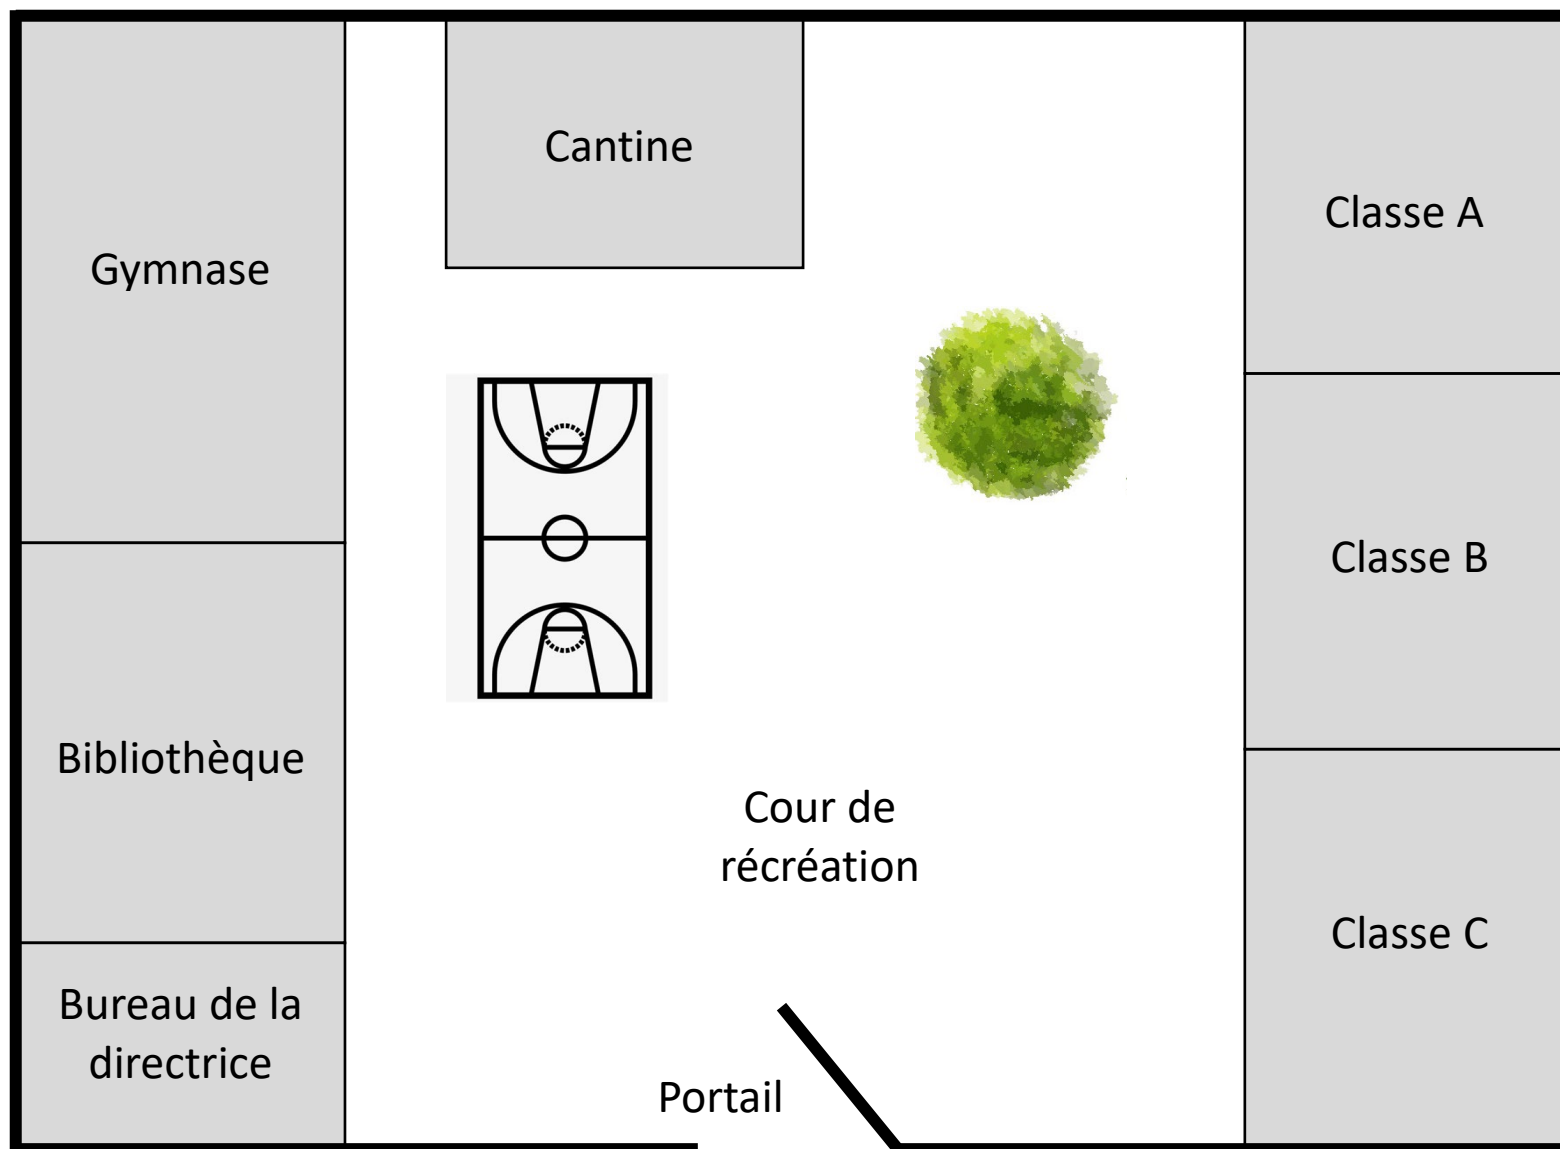 Cantine
Classe A
Gymnase
Classe B
Bibliothèque
Cour de
récréation
Classe C
Bureau de la
directrice
Portail